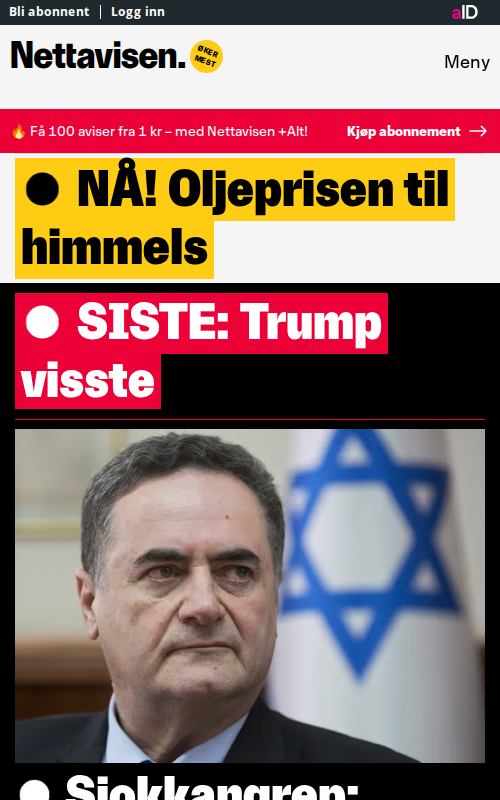 Bli abonnent | Logg inn
aID
Nettavisen.
ØKER
MEST
Meny
🔥 Få 100 aviser fra 1 kr – med Nettavisen +Alt!
Kjøp abonnement →
● NÅ! Oljeprisen til
himmels
● SISTE: Trump
visste
● Sjokkangrep: